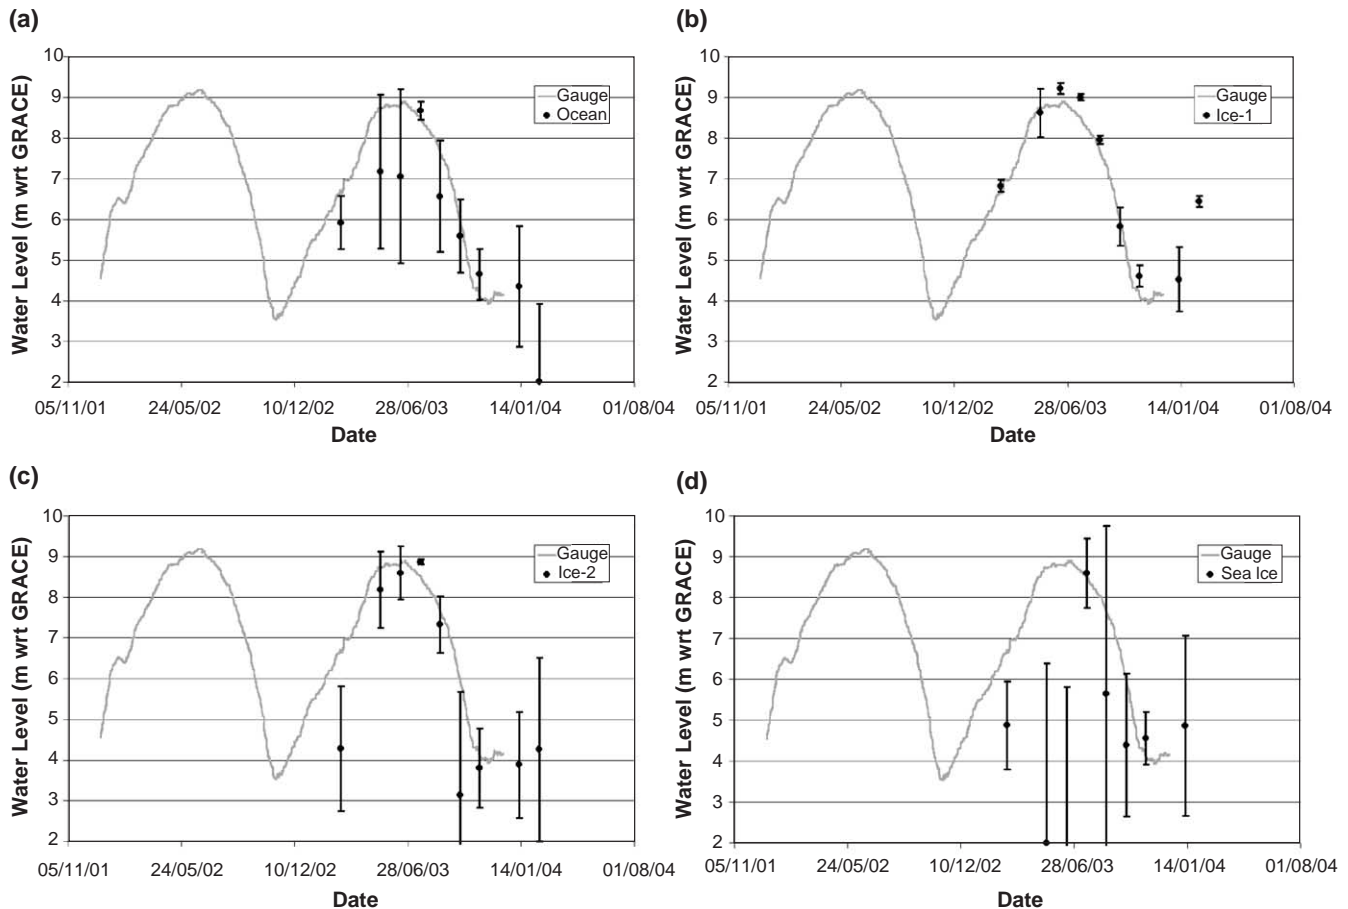 (a)
10
9
8
7
6
5
4
3
2
Water Level (m wrt GRACE)
Gauge
Ocean
05/11/01 24/05/02 10/12/02 28/06/03 14/01/04 01/08/04
Date
(b)
10
9
8
7
6
5
4
3
2
Water Level (m wrt GRACE)
Gauge
Ice-1
05/11/01 24/05/02 10/12/02 28/06/03 14/01/04 01/08/04
Date
(c)
10
9
8
7
6
5
4
3
2
Water Level (m wrt GRACE)
Gauge
Ice-2
05/11/01 24/05/02 10/12/02 28/06/03 14/01/04 01/08/04
Date
(d)
10
9
8
7
6
5
4
3
2
Water Level (m wrt GRACE)
Gauge
Sea Ice
05/11/01 24/05/02 10/12/02 28/06/03 14/01/04 01/08/04
Date